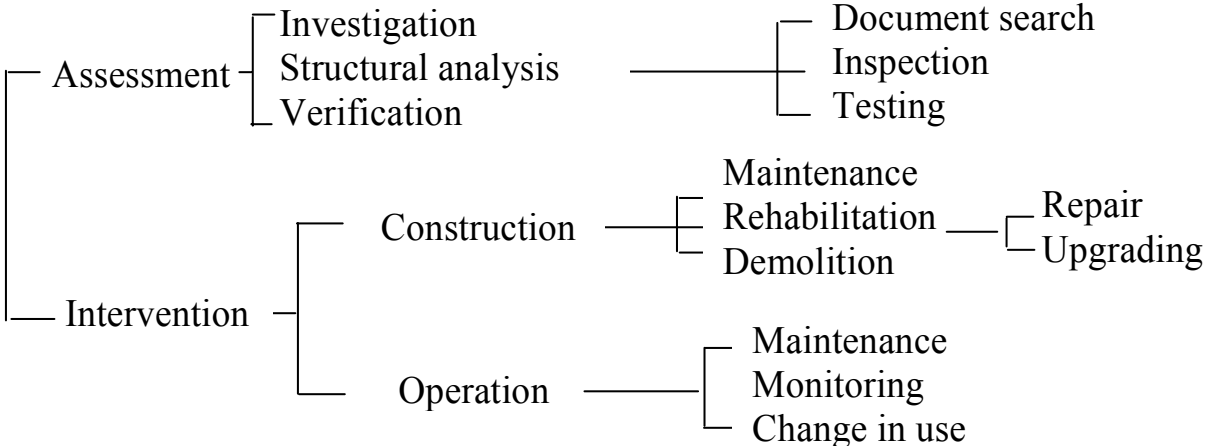 Assessment
Investigation
Structural analysis
Verification
Document search
Inspection
Testing
Intervention
Construction
Maintenance
Rehabilitation
Demolition
Repair
Upgrading
Operation
Maintenance
Monitoring
Change in use